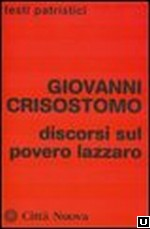 testi patristici
GIOVANNI
CRISOSTOMO
discorsi sul
povero lazzaro
Città Nuova
U